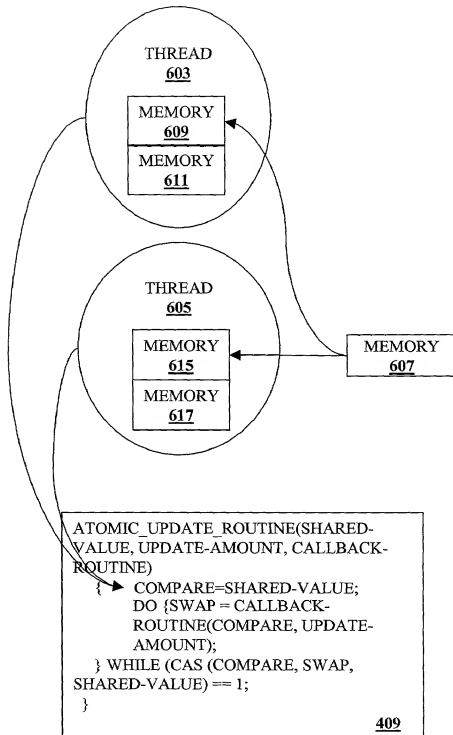 THREAD
603
MEMORY
609
MEMORY
611
THREAD
605
MEMORY
615
MEMORY
617
MEMORY
607
ATOMIC_UPDATE_ROUTINE(SHARED-
VALUE, UPDATE-AMOUNT, CALLBACK-
ROUTINE)
{ COMPARE=SHARED-VALUE;
DO {SWAP = CALLBACK-
ROUTINE(COMPARE, UPDATE-
AMOUNT);
} WHILE (CAS (COMPARE, SWAP,
SHARED-VALUE) == 1;
}
409